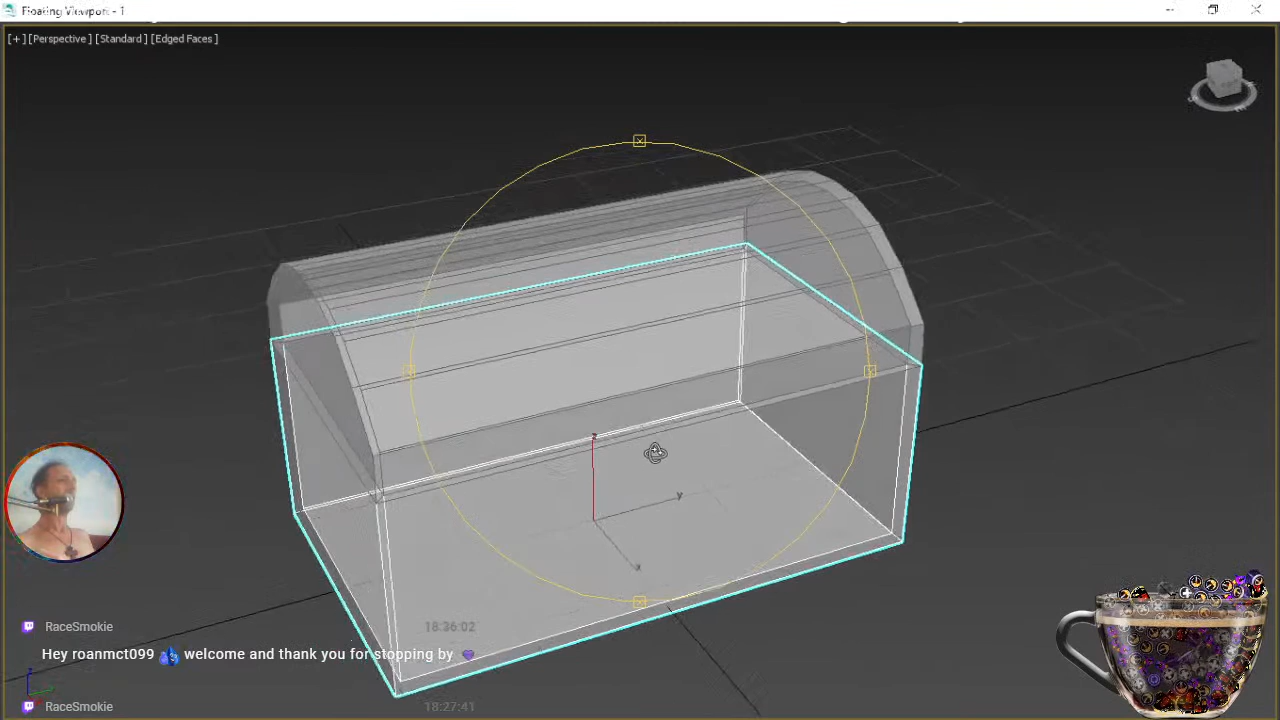 Floating Viewport - 1
[+] [Perspective] [Standard] [Edged Faces]
z
y
x
RaceSmokie 18:36:02
Hey roanmct099 welcome and thank you for stopping by
RaceSmokie 18:27:41